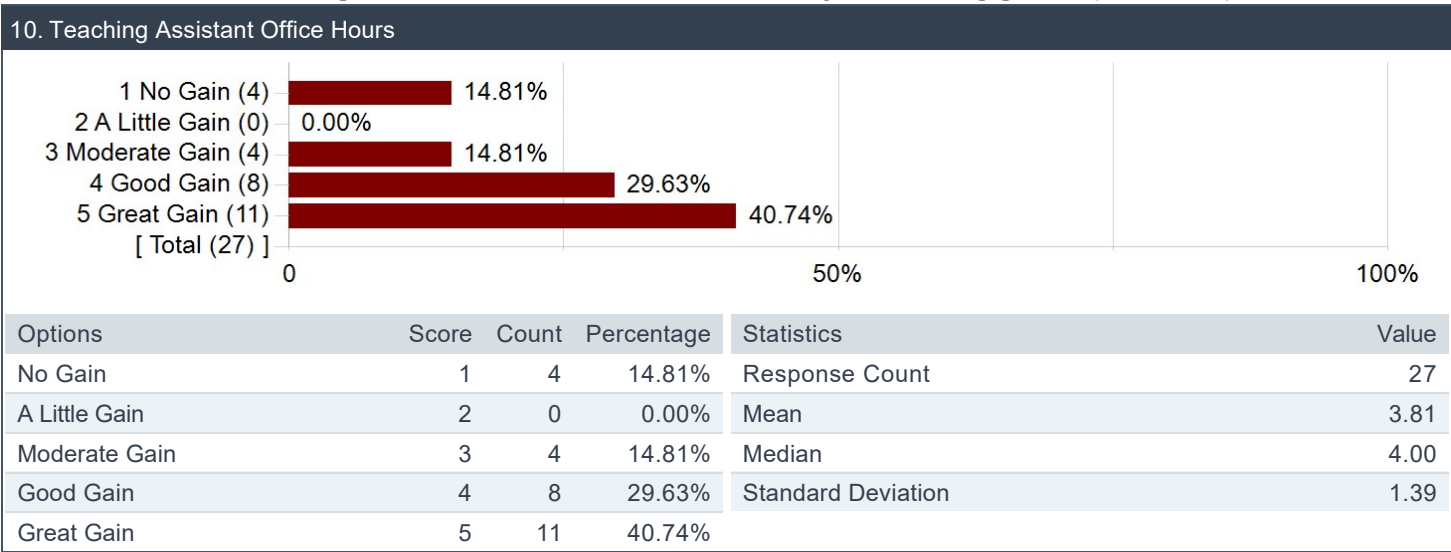 10. Teaching Assistant Office Hours
1 No Gain (4) 14.81%
2 A Little Gain (0) 0.00%
3 Moderate Gain (4) 14.81%
4 Good Gain (8) 29.63%
5 Great Gain (11) 40.74%
[ Total (27) ]
0 50% 100%
Options Score Count Percentage Statistics Value
No Gain 1 4 14.81% Response Count 27
A Little Gain 2 0 0.00% Mean 3.81
Moderate Gain 3 4 14.81% Median 4.00
Good Gain 4 8 29.63% Standard Deviation 1.39
Great Gain 5 11 40.74%